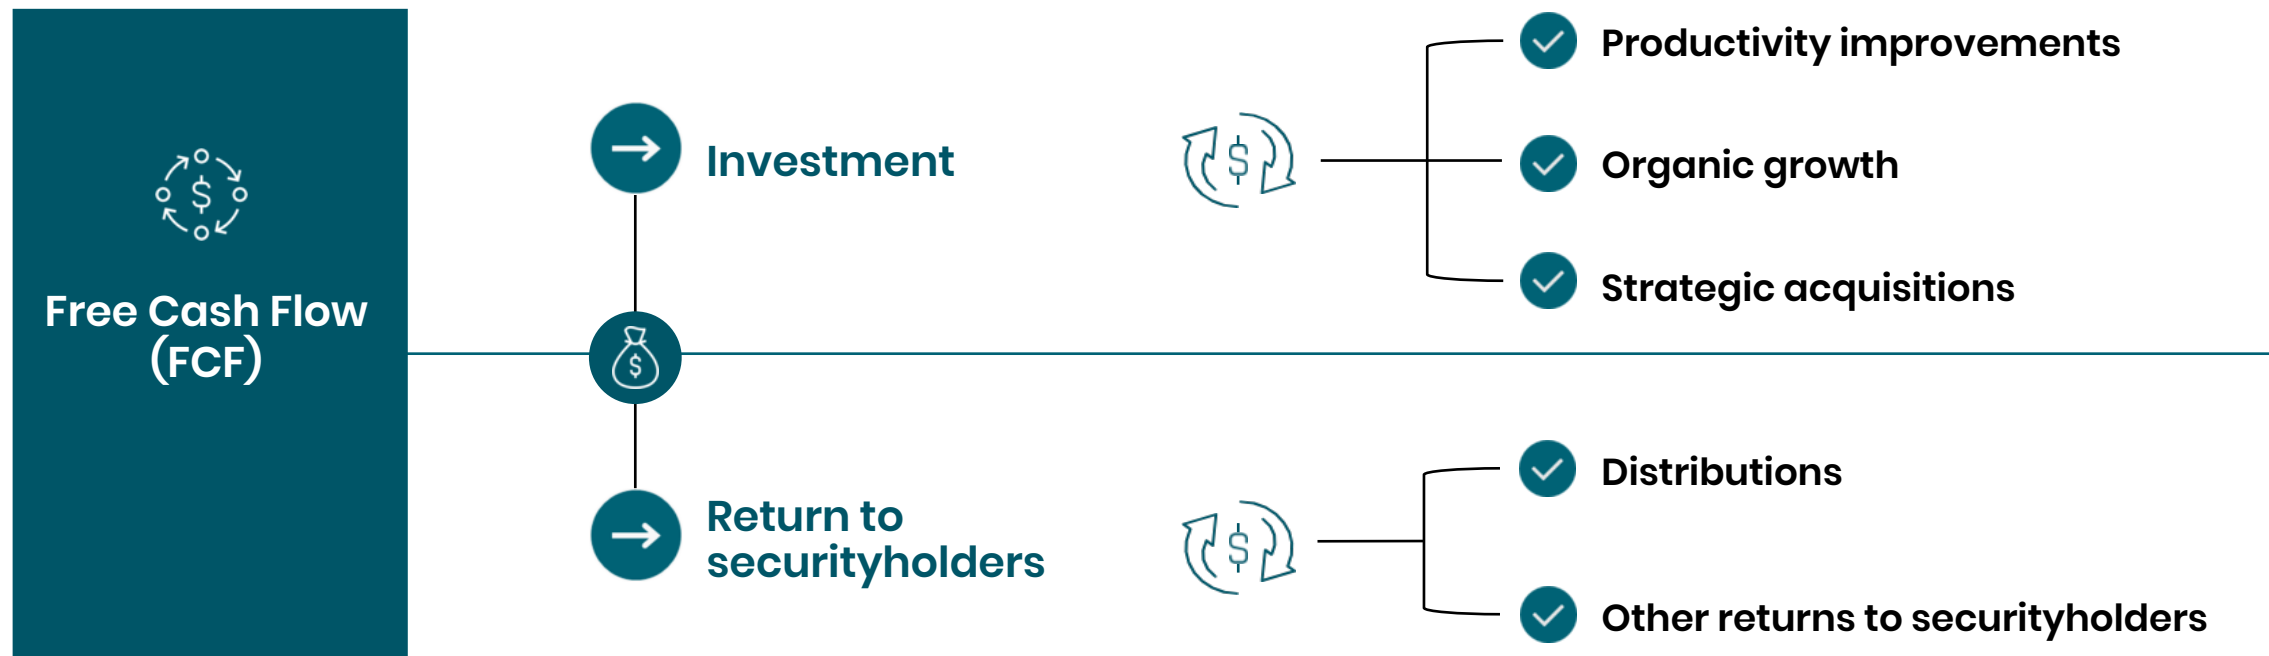 Free Cash Flow
(FCF)
Investment
Productivity improvements
Organic growth
Strategic acquisitions
Return to
securityholders
Distributions
Other returns to securityholders